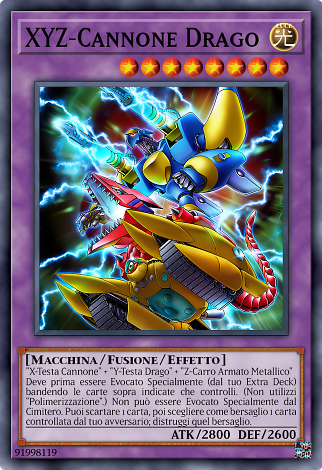 XYZ-Cannone Drago
光
[Macchina/Fusione/Effetto]
"X-Testa Cannone" + "Y-Testa Drago" + "Z-Carro Armato Metallico"
Deve prima essere Evocato Specialmente (dal tuo Extra Deck)
bandendo le carte sopra indicate che controlli. (Non utilizzi
"Polimerizzazione".) Non può essere Evocato Specialmente dal
Cimitero. Puoi scartare 1 carta, poi scegliere come bersaglio 1 carta
controllata dal tuo avversario; distruggi quel bersaglio.
ATK/2800 DEF/2600
91998119